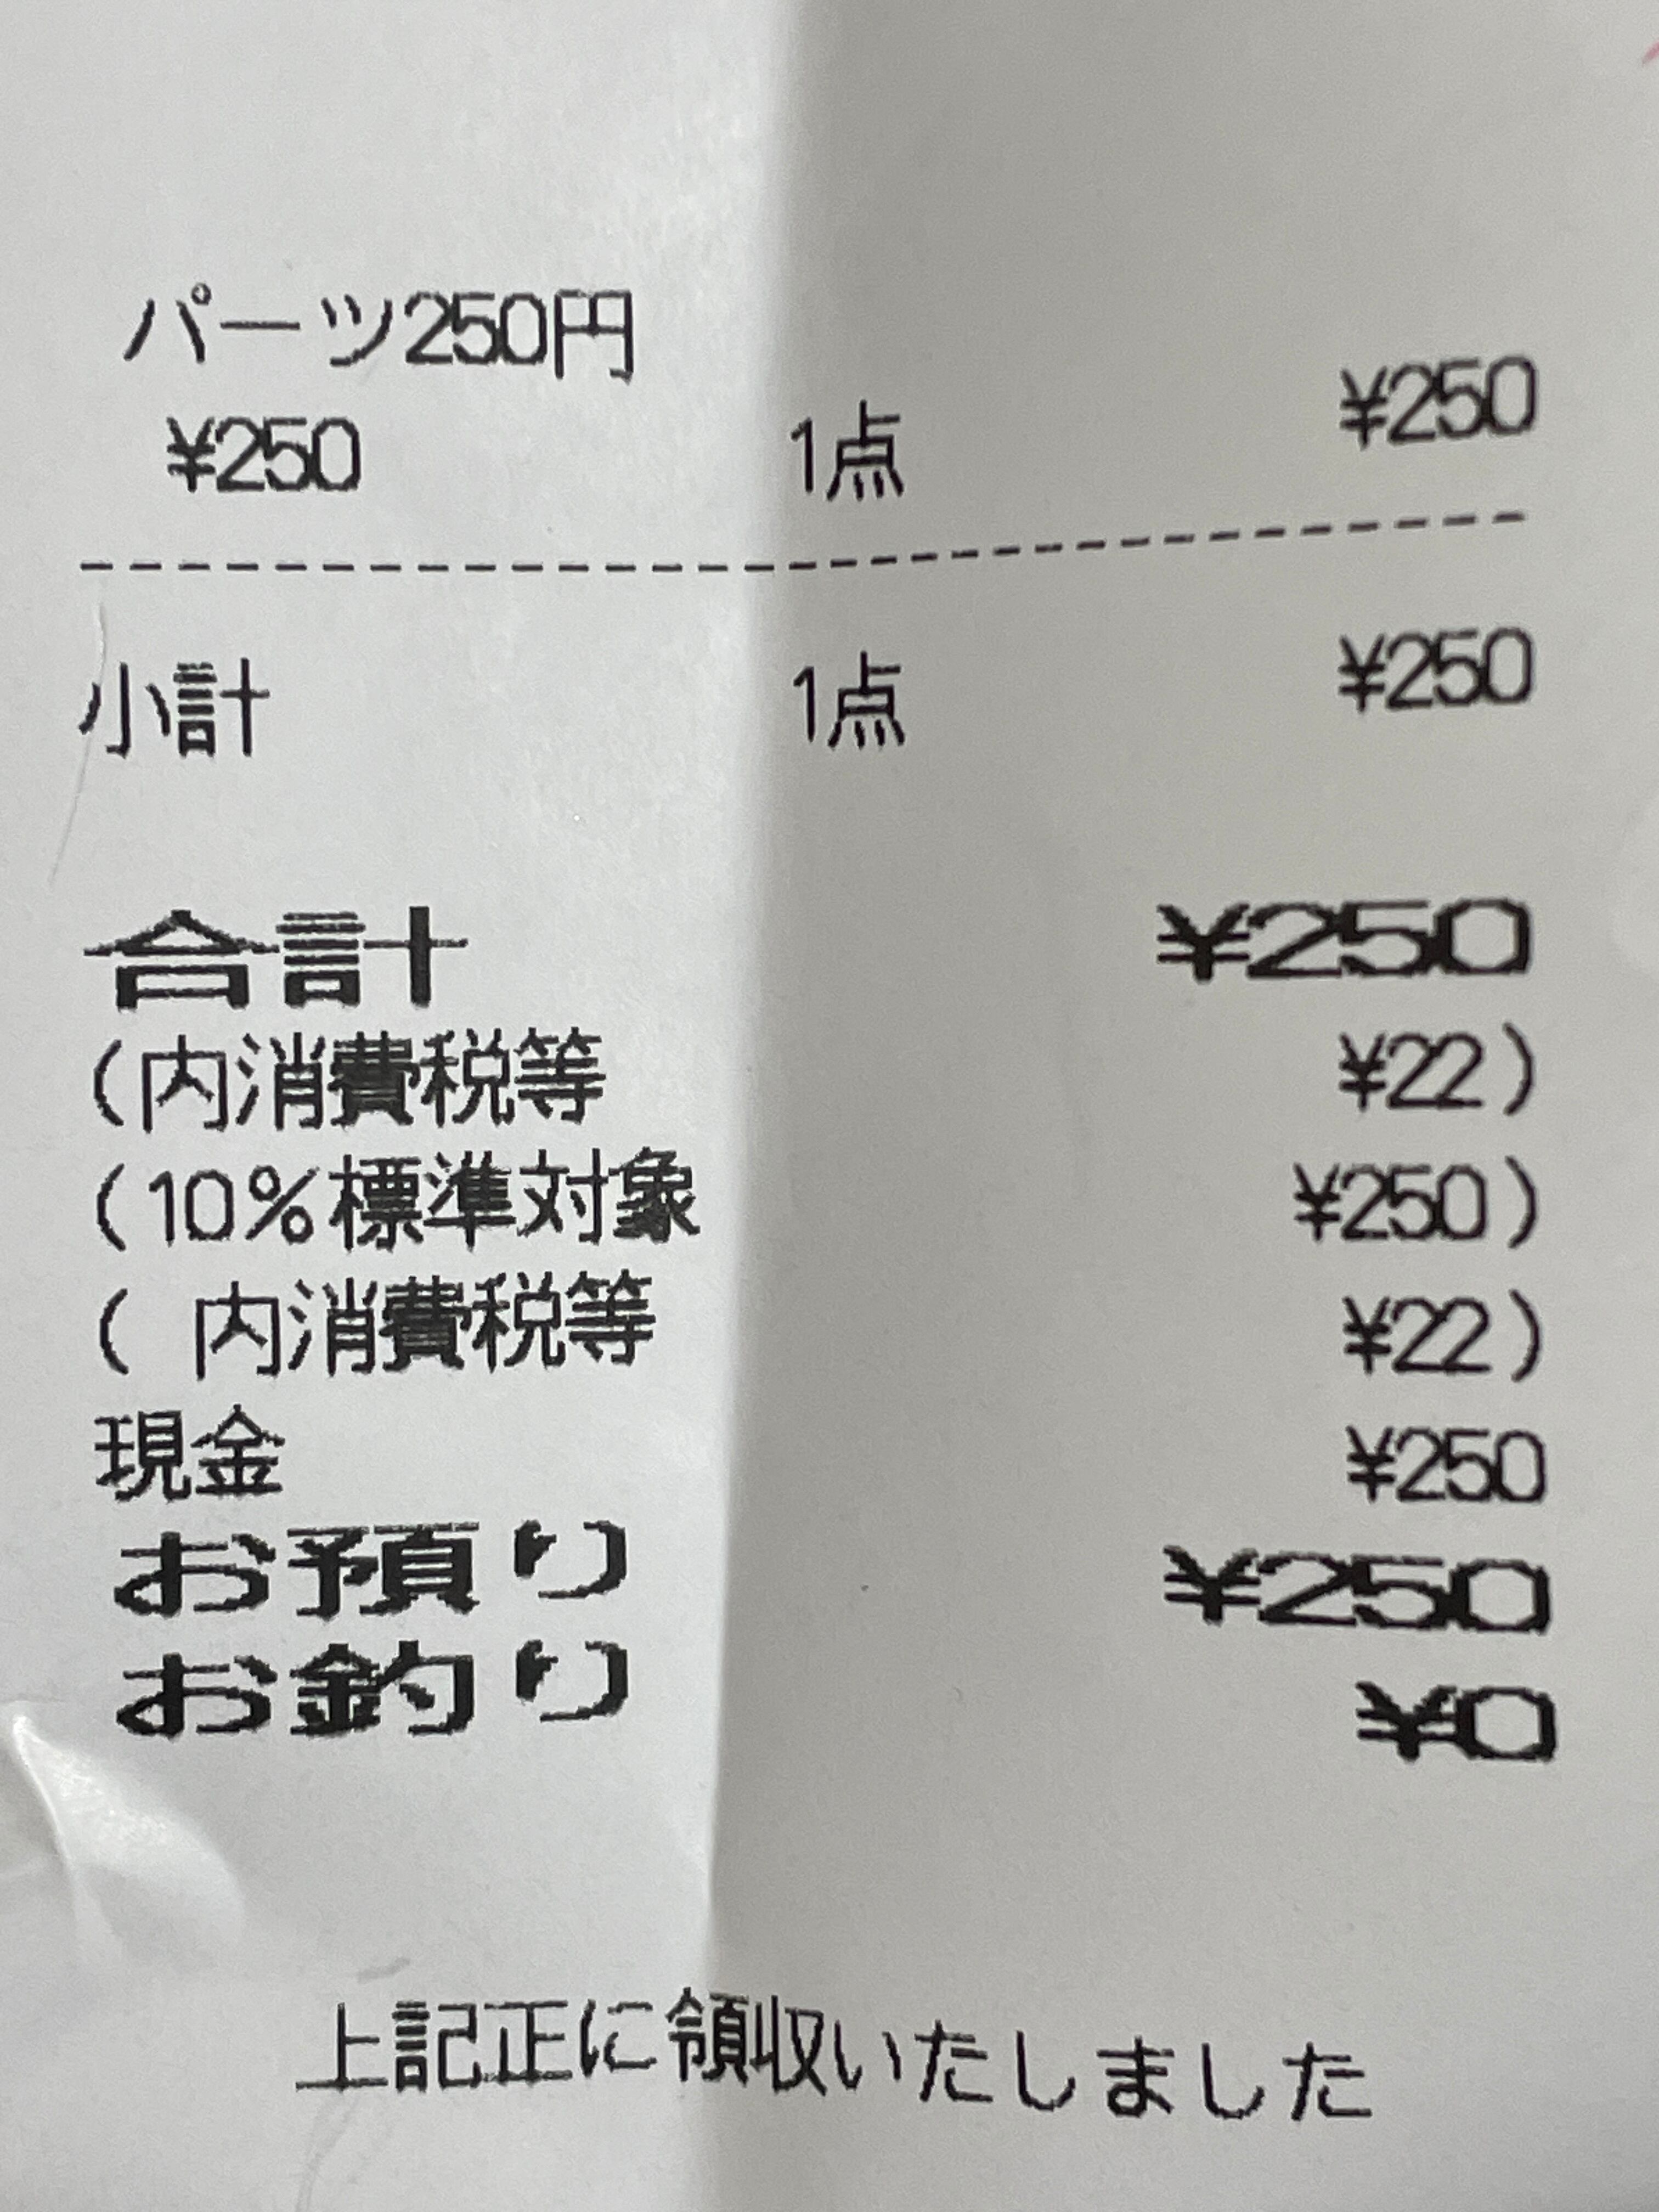 パーツ250円
¥250 1点 ¥250
小計 1点 ¥250
合計 ¥250
(内消費税等 ¥22)
(10%標準対象 ¥250)
( 内消費税等 ¥22)
現金 ¥250
お預り ¥250
お釣り ¥0
上記正に領収いたしました